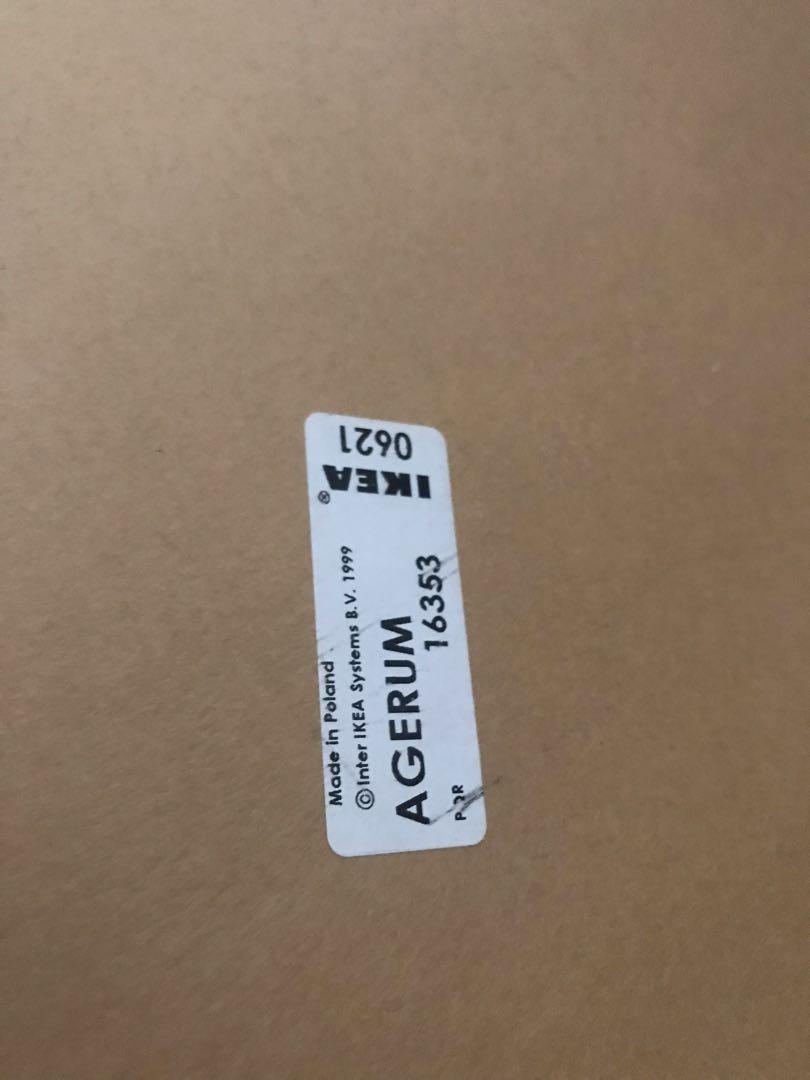 Made in Poland
©Inter IKEA Systems B.V. 1999
AGERUM
16353
IKEA®
0621